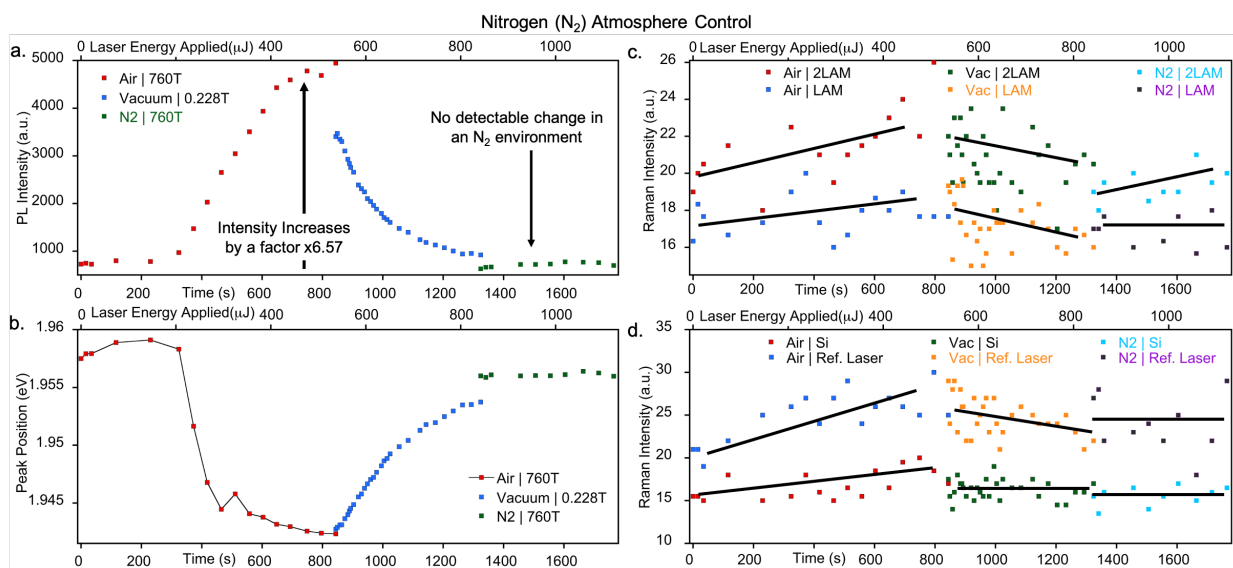 Nitrogen (N₂) Atmosphere Control
a.
Laser Energy Applied(μJ)
0 200 400 600 800 1000
5000
4000
3000
2000
1000
PL Intensity (a.u.)
Air | 760T
Vacuum | 0.228T
N2 | 760T
Intensity Increases
by a factor x6.57
No detectable change in
an N₂ environment
0 200 400 600 800 1000 1200 1400 1600
Time (s)
b.
Laser Energy Applied(μJ)
0 200 400 600 800 1000
1.96
1.955
1.95
1.945
Peak Position (eV)
Air | 760T
Vacuum | 0.228T
N2 | 760T
0 200 400 600 800 1000 1200 1400 1600
Time (s)
c.
Laser Energy Applied(μJ)
0 200 400 600 800 1000
26
24
22
20
18
16
Raman Intensity (a.u.)
Air | 2LAM
Air | LAM
Vac | 2LAM
Vac | LAM
N2 | 2LAM
N2 | LAM
0 200 400 600 800 1000 1200 1400 1600
Time (s)
d.
Laser Energy Applied(μJ)
0 200 400 600 800 1000
35
30
25
20
15
10
Raman Intensity (a.u.)
Air | Si
Air | Ref. Laser
Vac | Si
Vac | Ref. Laser
N2 | Si
N2 | Ref. Laser
0 200 400 600 800 1000 1200 1400 1600
Time (s)